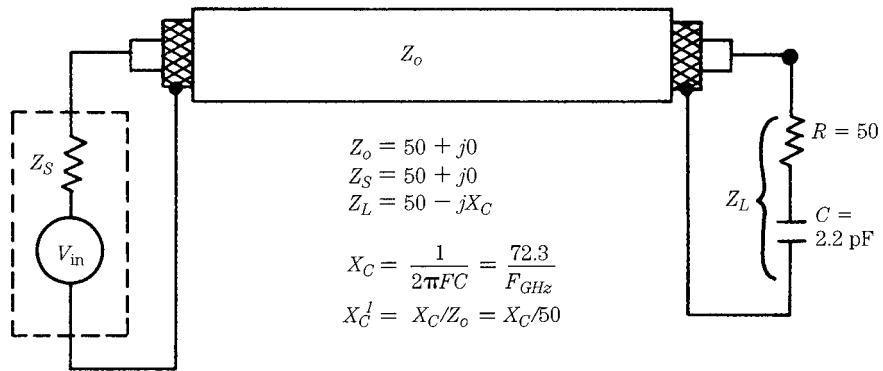 Z_o
Z_S
V_in
Z_o = 50 + j0
Z_S = 50 + j0
Z_L = 50 − jX_C
X_C = 1 / 2πFC = 72.3 / F_GHz
X_C^1 = X_C/Z_o = X_C/50
R = 50
Z_L
C =
2.2 pF